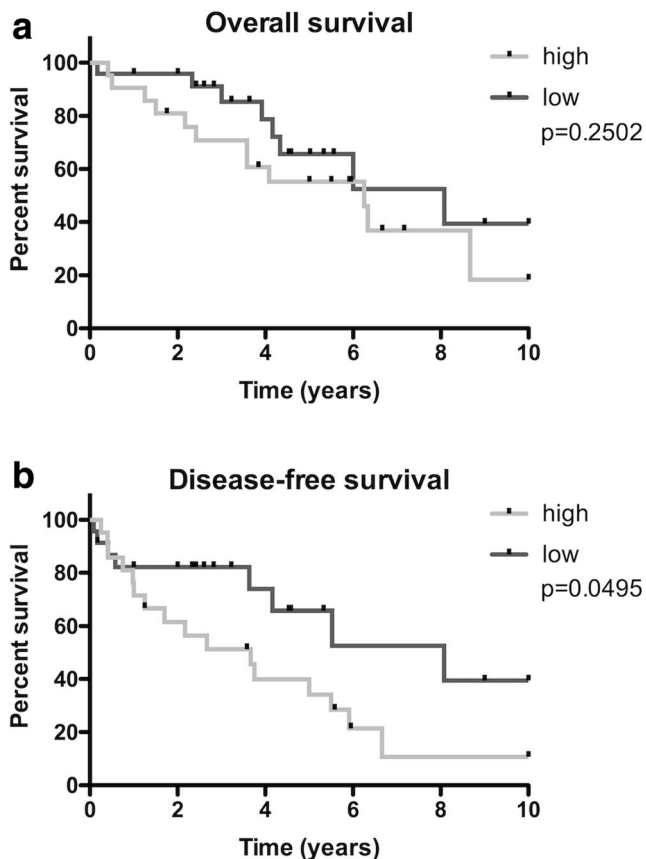 a
Overall survival
100
80
60
40
20
0
Percent survival
0 2 4 6 8 10
Time (years)
high
low
p=0.2502
b
Disease-free survival
100
80
60
40
20
0
Percent survival
0 2 4 6 8 10
Time (years)
high
low
p=0.0495